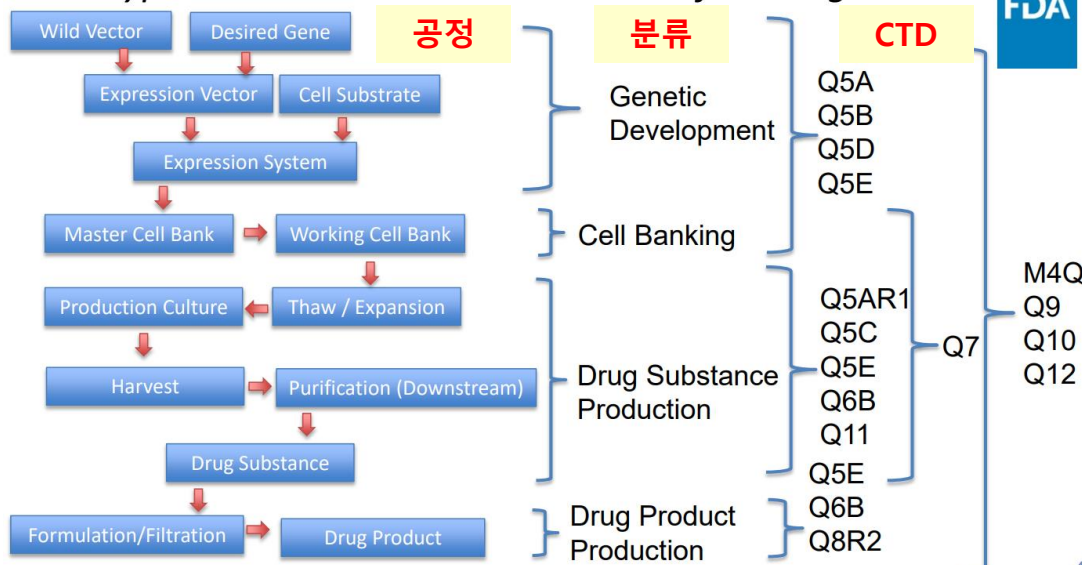 FDA
공정
분류
CTD
Wild Vector
Desired Gene
Expression Vector
Cell Substrate
Expression System
Genetic
Development
Q5A
Q5B
Q5D
Q5E
Master Cell Bank
Working Cell Bank
Cell Banking
Production Culture
Thaw / Expansion
Harvest
Purification (Downstream)
Drug Substance
Drug Substance
Production
Q5AR1
Q5C
Q5E
Q6B
Q11
Q5E
Q7
M4Q
Q9
Q10
Q12
Formulation/Filtration
Drug Product
Drug Product
Production
Q6B
Q8R2